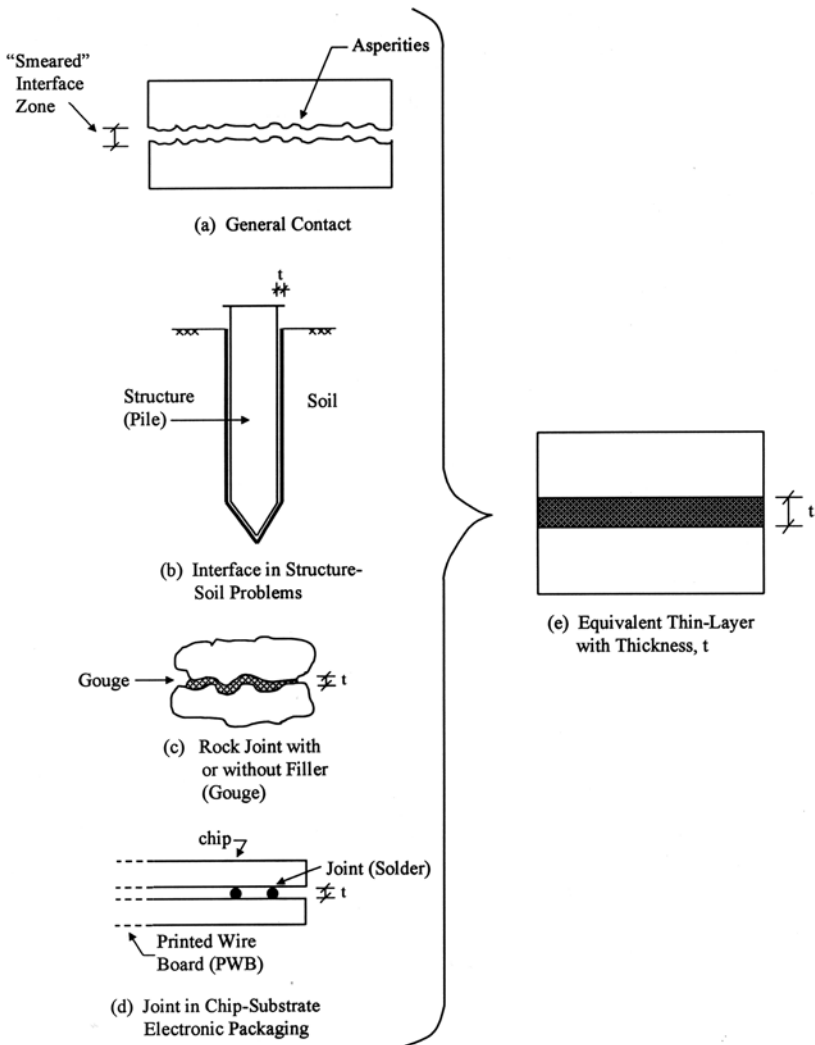 Asperities
“Smeared”
Interface
Zone
(a) General Contact
t
Structure
(Pile)
Soil
(b) Interface in Structure-
Soil Problems
Gouge
t
(c) Rock Joint with
or without Filler
(Gouge)
chip
Joint (Solder)
t
Printed Wire
Board (PWB)
(d) Joint in Chip-Substrate
Electronic Packaging
t
(e) Equivalent Thin-Layer
with Thickness, t